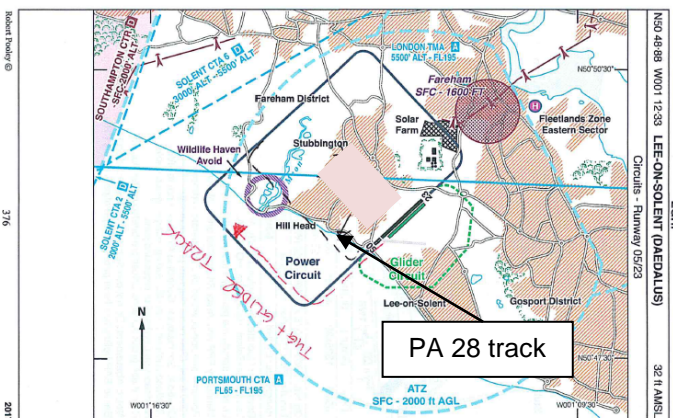 N50 48·88 W001 12·33 LEE-ON-SOLENT (DAEDALUS) 32 ft AMSL
Circuits - Runway 05/23
SOUTHAMPTON CTR D
SFC-2000' ALT
SOLENT CTA 6 D
3000' ALT - 5500' ALT
LONDON TMA A
5500' ALT - FL195
N50°50'30"
Fareham
SFC - 1600 FT
H
Fareham District
Solar
Farm
Fleetlands Zone
Eastern Sector
Wildlife Haven
Avoid
Stubbington
SOLENT CTA 2 D
2000' ALT - 5500' ALT
23
Hill Head
Power
Circuit
Glider
Circuit
TUG + GLIDER TRACK
Lee-on-Solent
Gosport District
N
PA 28 track
N50°47'30"
PORTSMOUTH CTA A
FL65 - FL195
ATZ
SFC - 2000 ft AGL
W001°16'30"
W001°09'30"
Robert Pooley ©
376
201